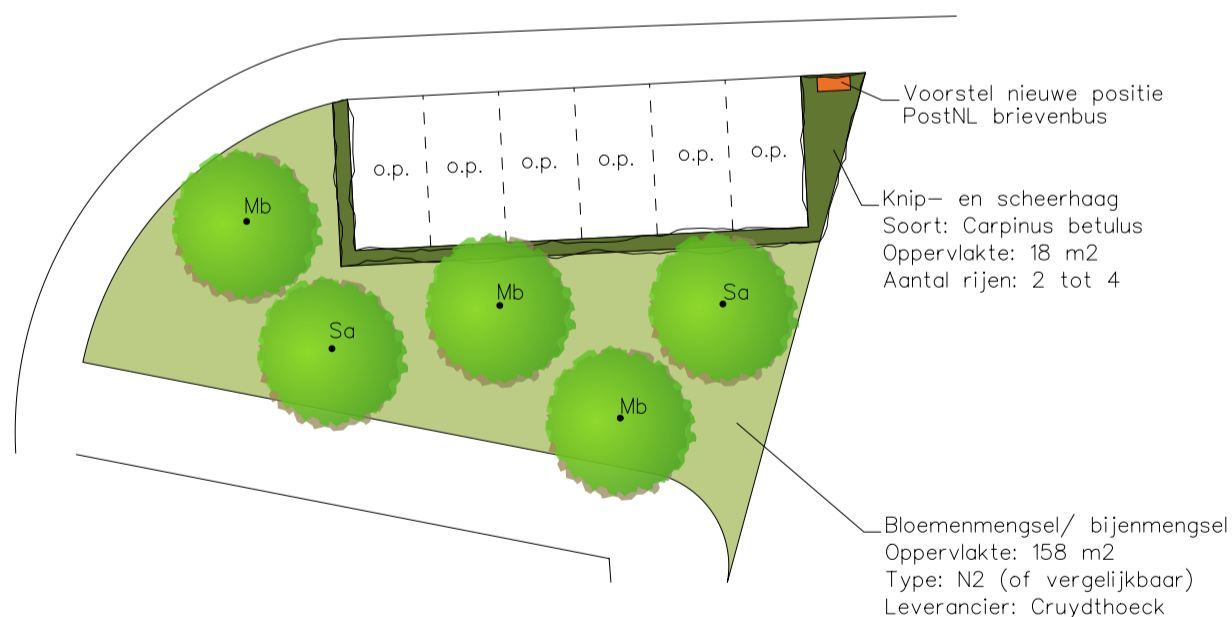 Voorstel nieuwe positie
PostNL brievenbus
o.p. o.p. o.p. o.p. o.p. o.p.
Knip- en scheerhaag
Soort: Carpinus betulus
Oppervlakte: 18 m2
Aantal rijen: 2 tot 4
Mb
Mb
Sa
Sa
Mb
Bloemenmengsel/ bijenmengsel
Oppervlakte: 158 m2
Type: N2 (of vergelijkbaar)
Leverancier: Cruydthoeck